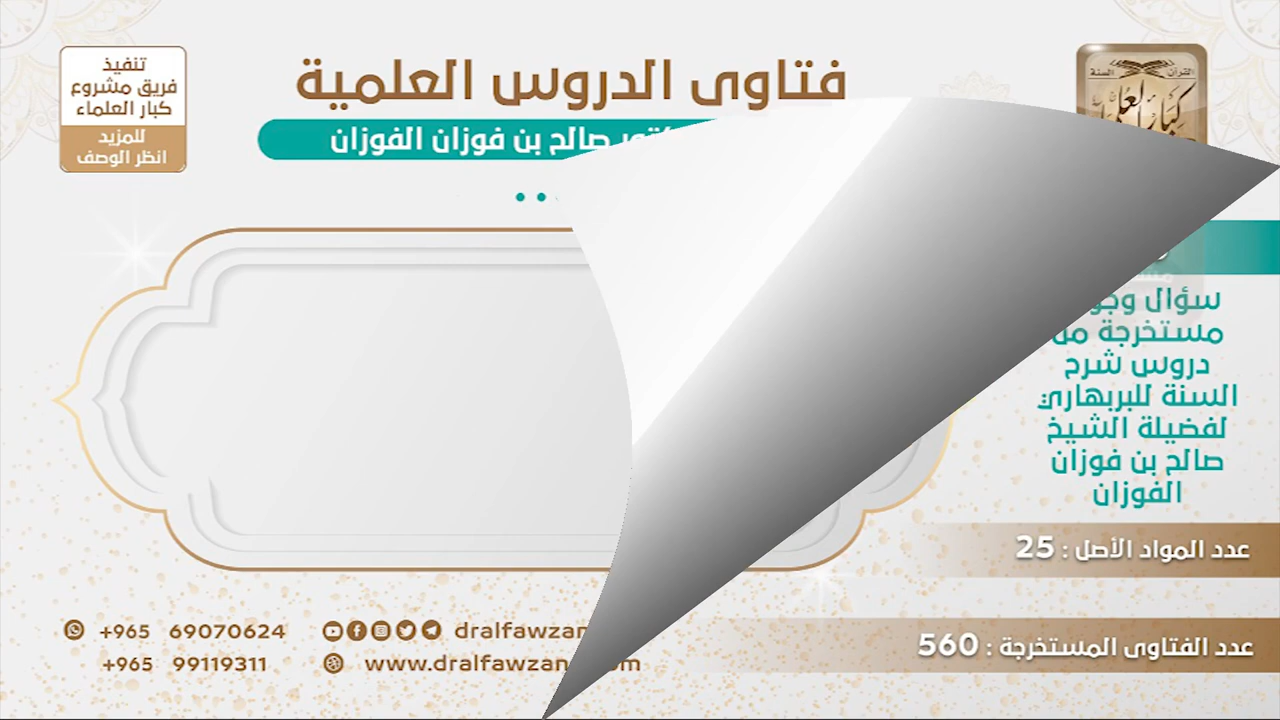 تنفيذ
فريق مشروع
كبار العلماء
للمزيد
انظر الوصف
فتاوى الدروس العلمية
صالح بن فوزان الفوزان
القرآن
السنة
كبار العلماء
سؤال
مستخرجة من
دروس شرح
السنة للبربهاري
لفضيلة الشيخ
صالح بن فوزان
الفوزان
عدد المواد الأصل : 25
عدد الفتاوى المستخرجة : 560
+965 69070624
+965 99119311
dralfawzan
www.dralfawzan